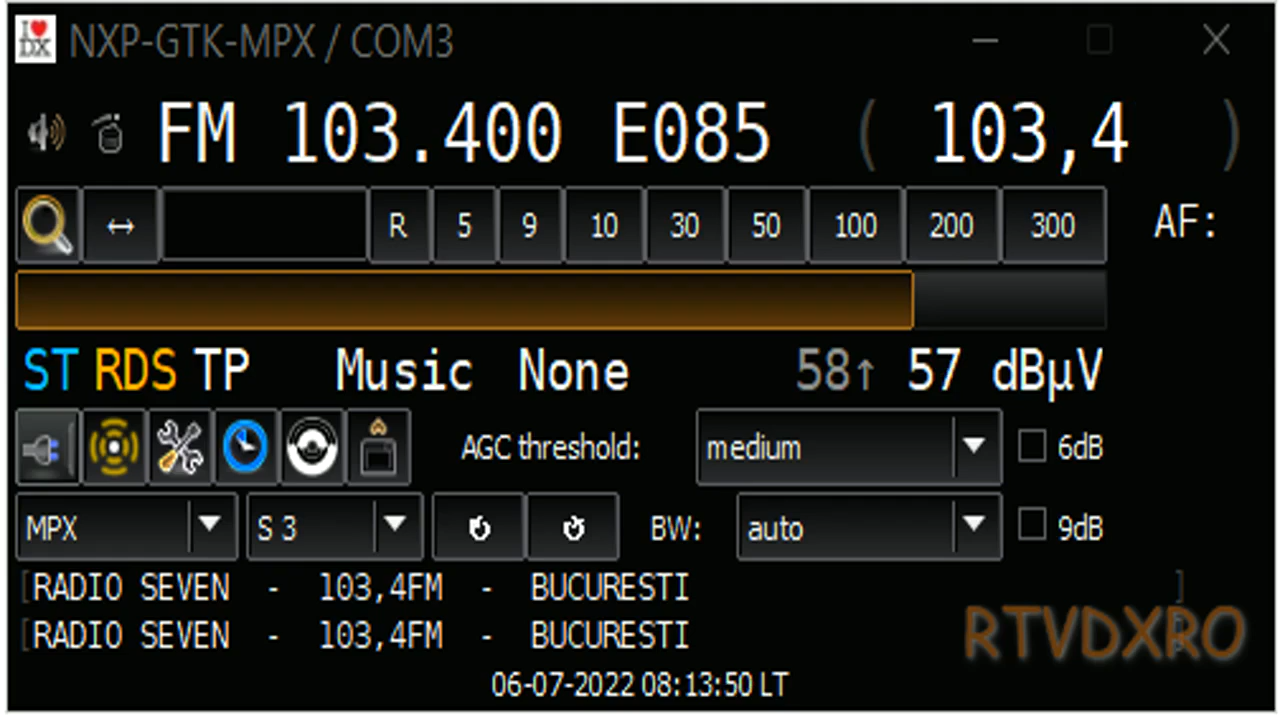 I ❤ DX NXP-GTK-MPX / COM3
FM 103.400 E085 ( 103,4 )
R 5 9 10 30 50 100 200 300 AF:
ST RDS TP Music None 58↑ 57 dBµV
AGC threshold: medium 6dB
MPX S 3 BW: auto 9dB
[RADIO SEVEN - 103,4FM - BUCURESTI ]
[RADIO SEVEN - 103,4FM - BUCURESTI ]
RTVDXRO
06-07-2022 08:13:50 LT